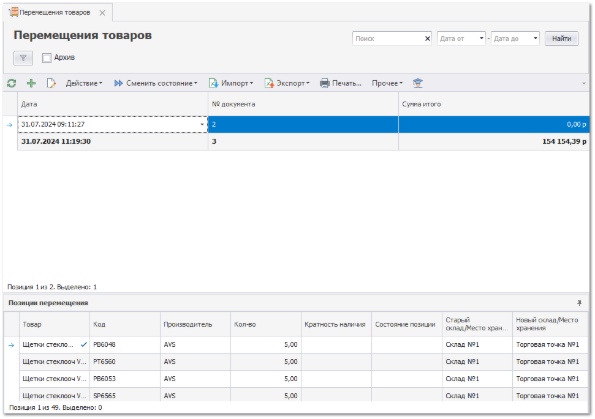 Перемещения товаров
Перемещения товаров
Поиск Дата от - Дата до Найти
Архив
Действие Сменить состояние Импорт Экспорт Печать... Прочее
Дата № документа Сумма итого
31.07.2024 09:11:27 2 0,00 р
31.07.2024 11:19:30 3 154 154,39 р
Позиция 1 из 2. Выделено: 1
Позиции перемещения
Товар Код Производитель Кол-во Кратность наличия Состояние позиции Старый склад/Место хран... Новый склад/Место хранения
Щетки стекло... PB6048 AVS 5,00 Склад №1 Торговая точка №1
Щетки стеклооч V... PT6560 AVS 5,00 Склад №1 Торговая точка №1
Щетки стеклооч V... PB6053 AVS 5,00 Склад №1 Торговая точка №1
Щетки стеклооч V... SP6565 AVS 5,00 Склад №1 Торговая точка №1
Позиция 1 из 49. Выделено: 0